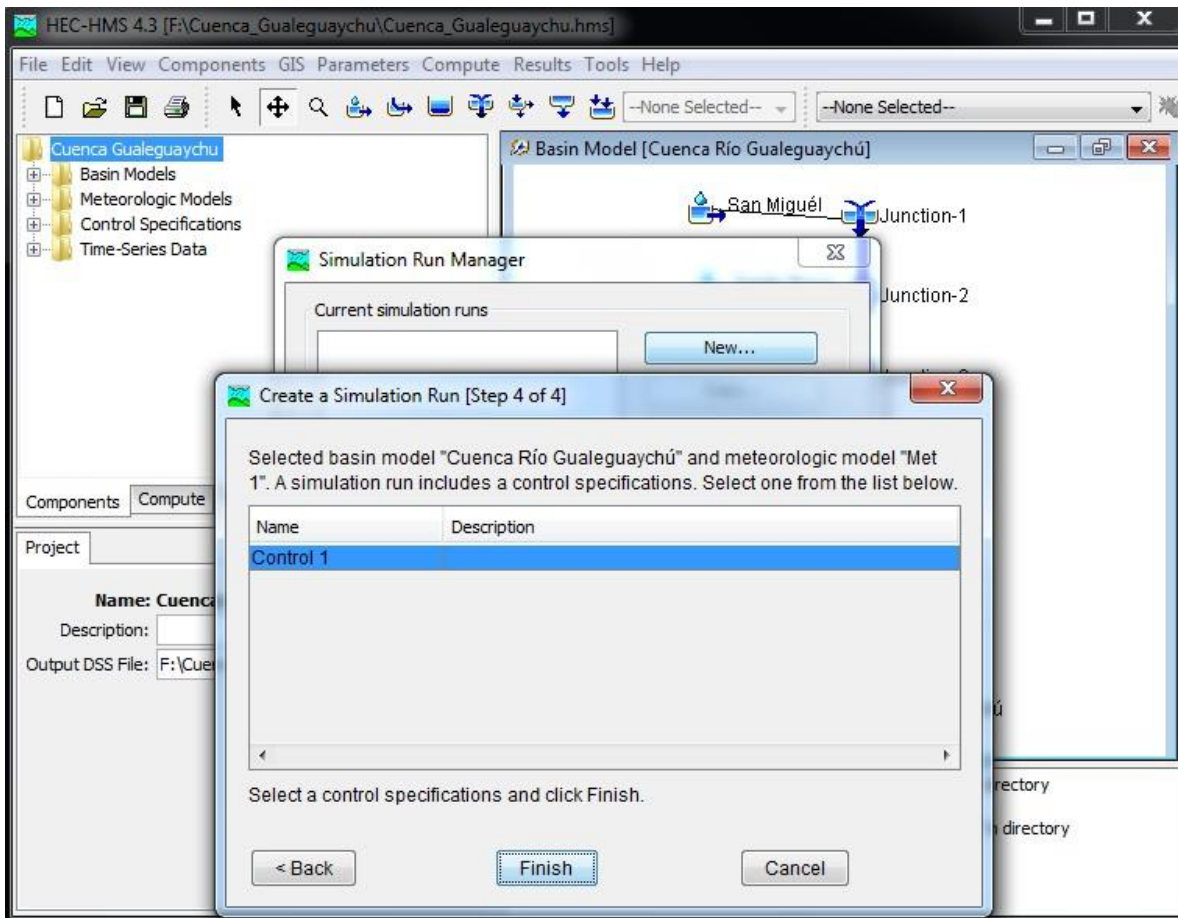 HEC-HMS 4.3 [F:\Cuenca_Gualeguaychu\Cuenca_Gualeguaychu.hms]
File Edit View Components GIS Parameters Compute Results Tools Help
--None Selected-- --None Selected--
Cuenca Gualeguaychu
Basin Models
Meteorologic Models
Control Specifications
Time-Series Data
Basin Model [Cuenca Río Gualeguaychú]
San Miguél
Junction-1
Junction-2
Simulation Run Manager
Current simulation runs
New...
Create a Simulation Run [Step 4 of 4]
Selected basin model "Cuenca Río Gualeguaychú" and meteorologic model "Met
1". A simulation run includes a control specifications. Select one from the list below.
Name Description
Control 1
Select a control specifications and click Finish.
< Back Finish Cancel
Components Compute
Project
Name: Cuenca
Description:
Output DSS File: F:\Cue
ú
rectory
directory